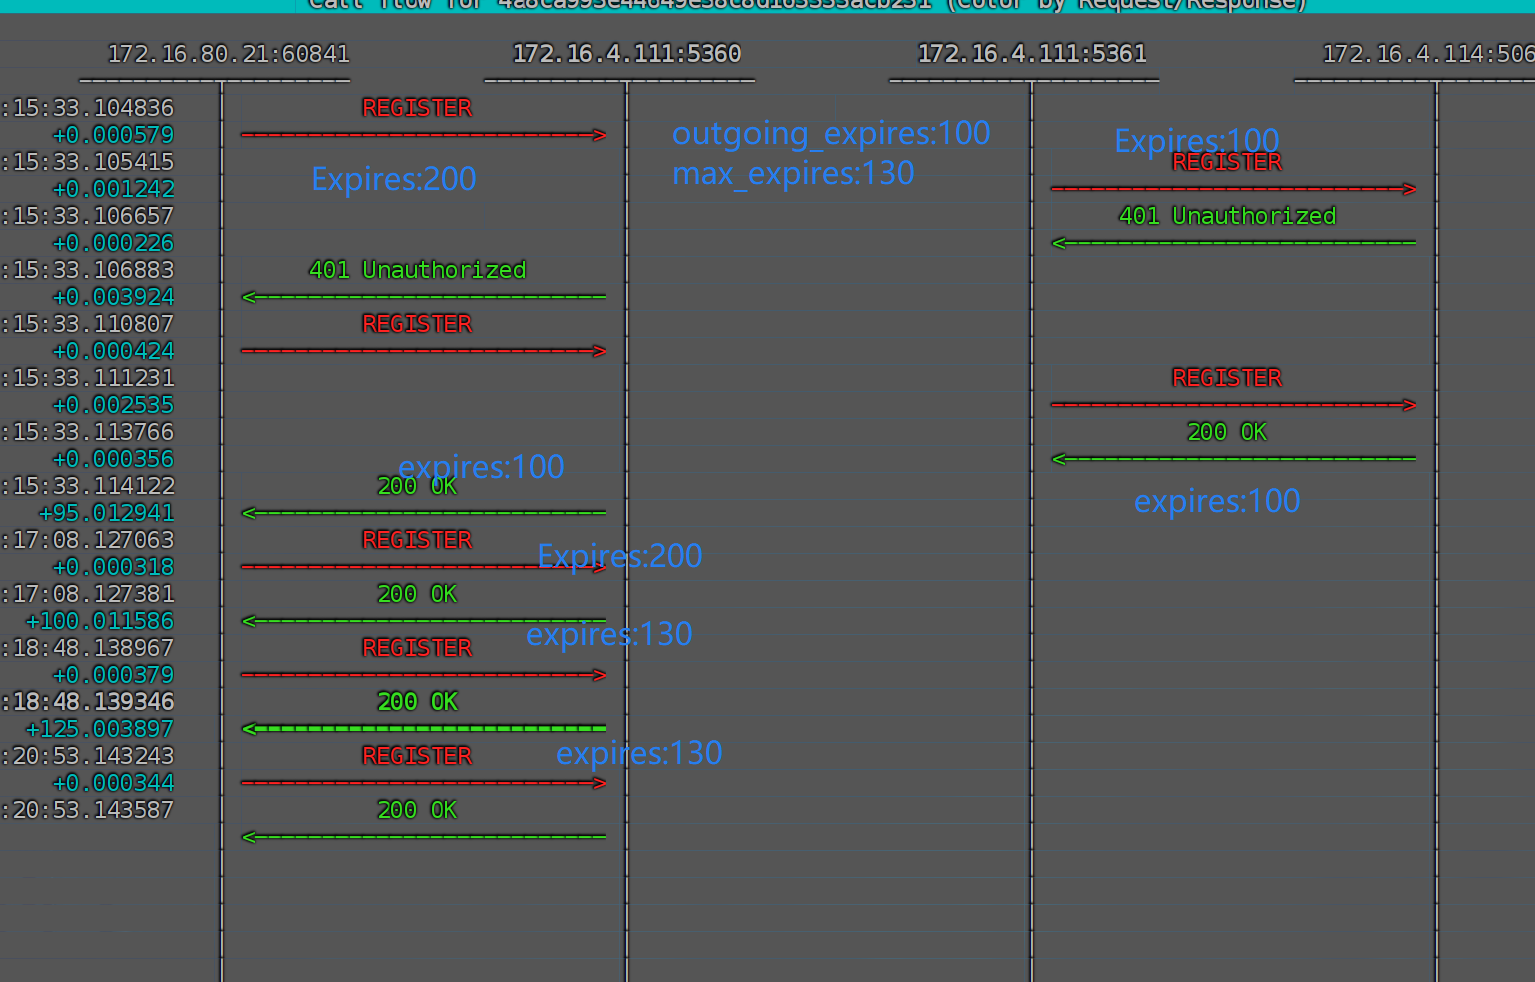 Call flow for 4a8ca993e44649e38c8d163333acb231 (Color by Request/Response)
172.16.80.21:60841 172.16.4.111:5360 172.16.4.111:5361 172.16.4.114:506
:15:33.104836 REGISTER
+0.000579 outgoing_expires:100 Expires:100
:15:33.105415 REGISTER
Expires:200 max_expires:130
+0.001242
:15:33.106657 401 Unauthorized
+0.000226
:15:33.106883 401 Unauthorized
+0.003924
:15:33.110807 REGISTER
+0.000424
:15:33.111231 REGISTER
+0.002535
:15:33.113766 200 OK
+0.000356 expires:100
:15:33.114122 200 OK
expires:100
+95.012941
:17:08.127063 REGISTER
Expires:200
+0.000318
:17:08.127381 200 OK
+100.011586
expires:130
:18:48.138967 REGISTER
+0.000379
:18:48.139346 200 OK
+125.003897
:20:53.143243 REGISTER expires:130
+0.000344
:20:53.143587 200 OK